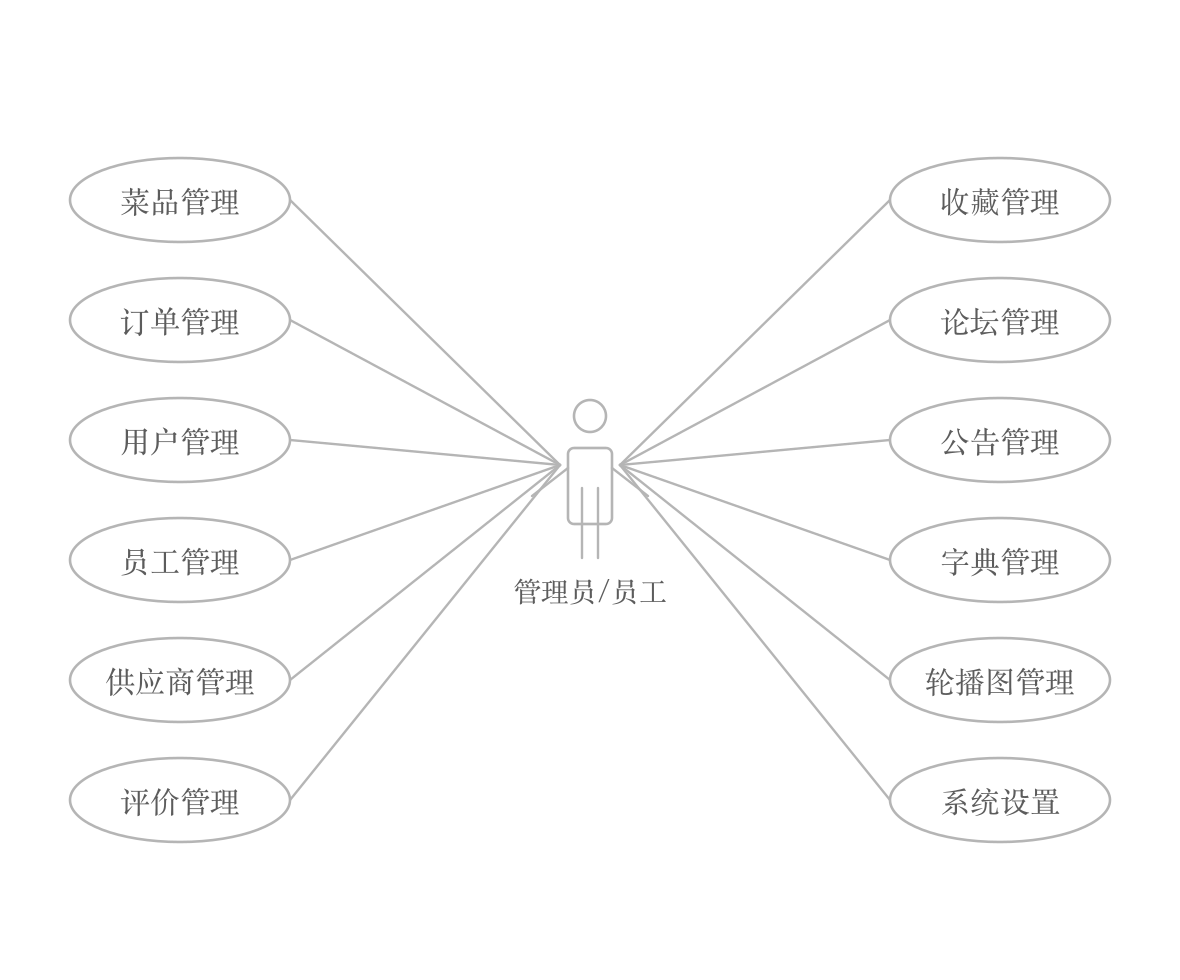 菜品管理
订单管理
用户管理
员工管理
供应商管理
评价管理
管理员/员工
收藏管理
论坛管理
公告管理
字典管理
轮播图管理
系统设置